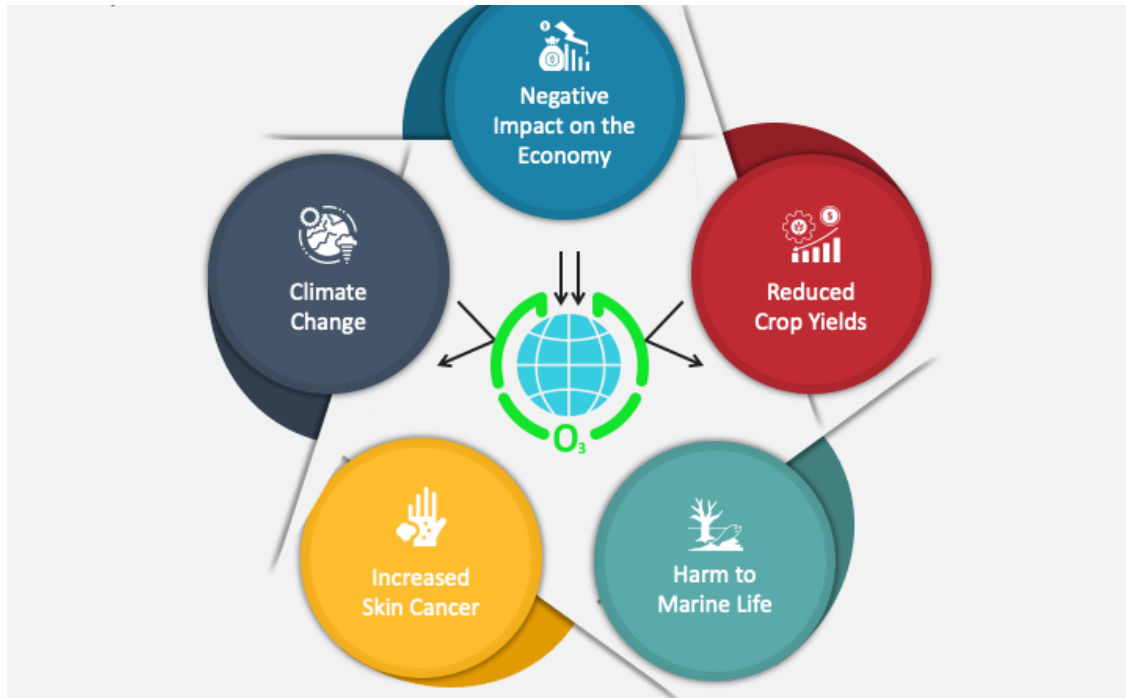 Negative
Impact on the
Economy
Climate
Change
Reduced
Crop Yields
O₃
Increased
Skin Cancer
Harm to
Marine Life